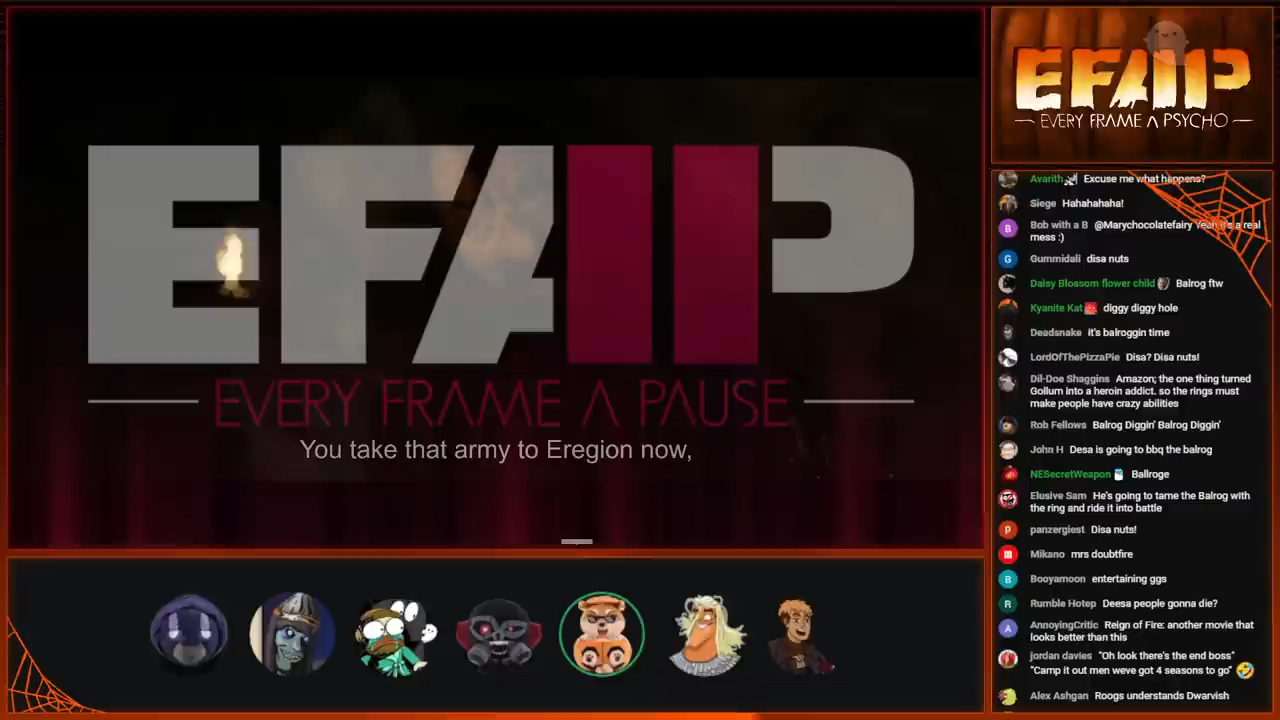 EFAP
EVERY FRAME A PAUSE
You take that army to Eregion now,
EFAP
EVERY FRAME A PSYCHO
Avarith Excuse me what happens?
Siege Hahahahaha!
Bob with a B @Marychocolatefairy Yeah it's a real
mess :)
Gummidali disa nuts
Daisy Blossom flower child Balrog ftw
Kyanite Kat diggy diggy hole
Deadsnake it's balroggin time
LordOfThePizzaPie Disa? Disa nuts!
Dil-Doe Shaggins Amazon; the one thing turned
Gollum into a heroin addict. so the rings must
make people have crazy abilities
Rob Fellows Balrog Diggin' Balrog Diggin'
John H Desa is going to bbq the balrog
NESecretWeapon Ballroge
Elusive Sam He's going to tame the Balrog with
the ring and ride it into battle
panzergiest Disa nuts!
Mikano mrs doubtfire
Booyamoon entertaining ggs
Rumble Hotep Deesa people gonna die?
AnnoyingCritic Reign of Fire: another movie that
looks better than this
jordan davies "Oh look there's the end boss"
"Camp it out men weve got 4 seasons to go" 🤣
Alex Ashgan Roogs understands Dwarvish